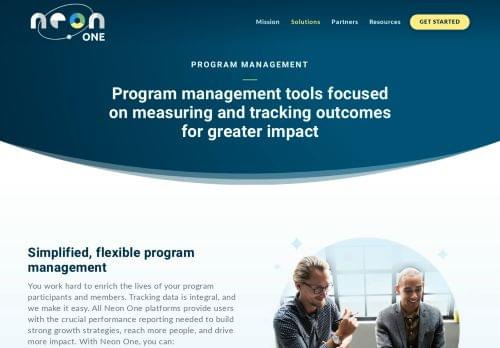 neon
ONE
Mission Solutions Partners Resources GET STARTED
PROGRAM MANAGEMENT
Program management tools focused
on measuring and tracking outcomes
for greater impact
Simplified, flexible program
management
You work hard to enrich the lives of your program
participants and members. Tracking data is integral, and
we make it easy. All Neon One platforms provide users
with the crucial performance reporting needed to build
strong growth strategies, reach more people, and drive
more impact. With Neon One, you can: